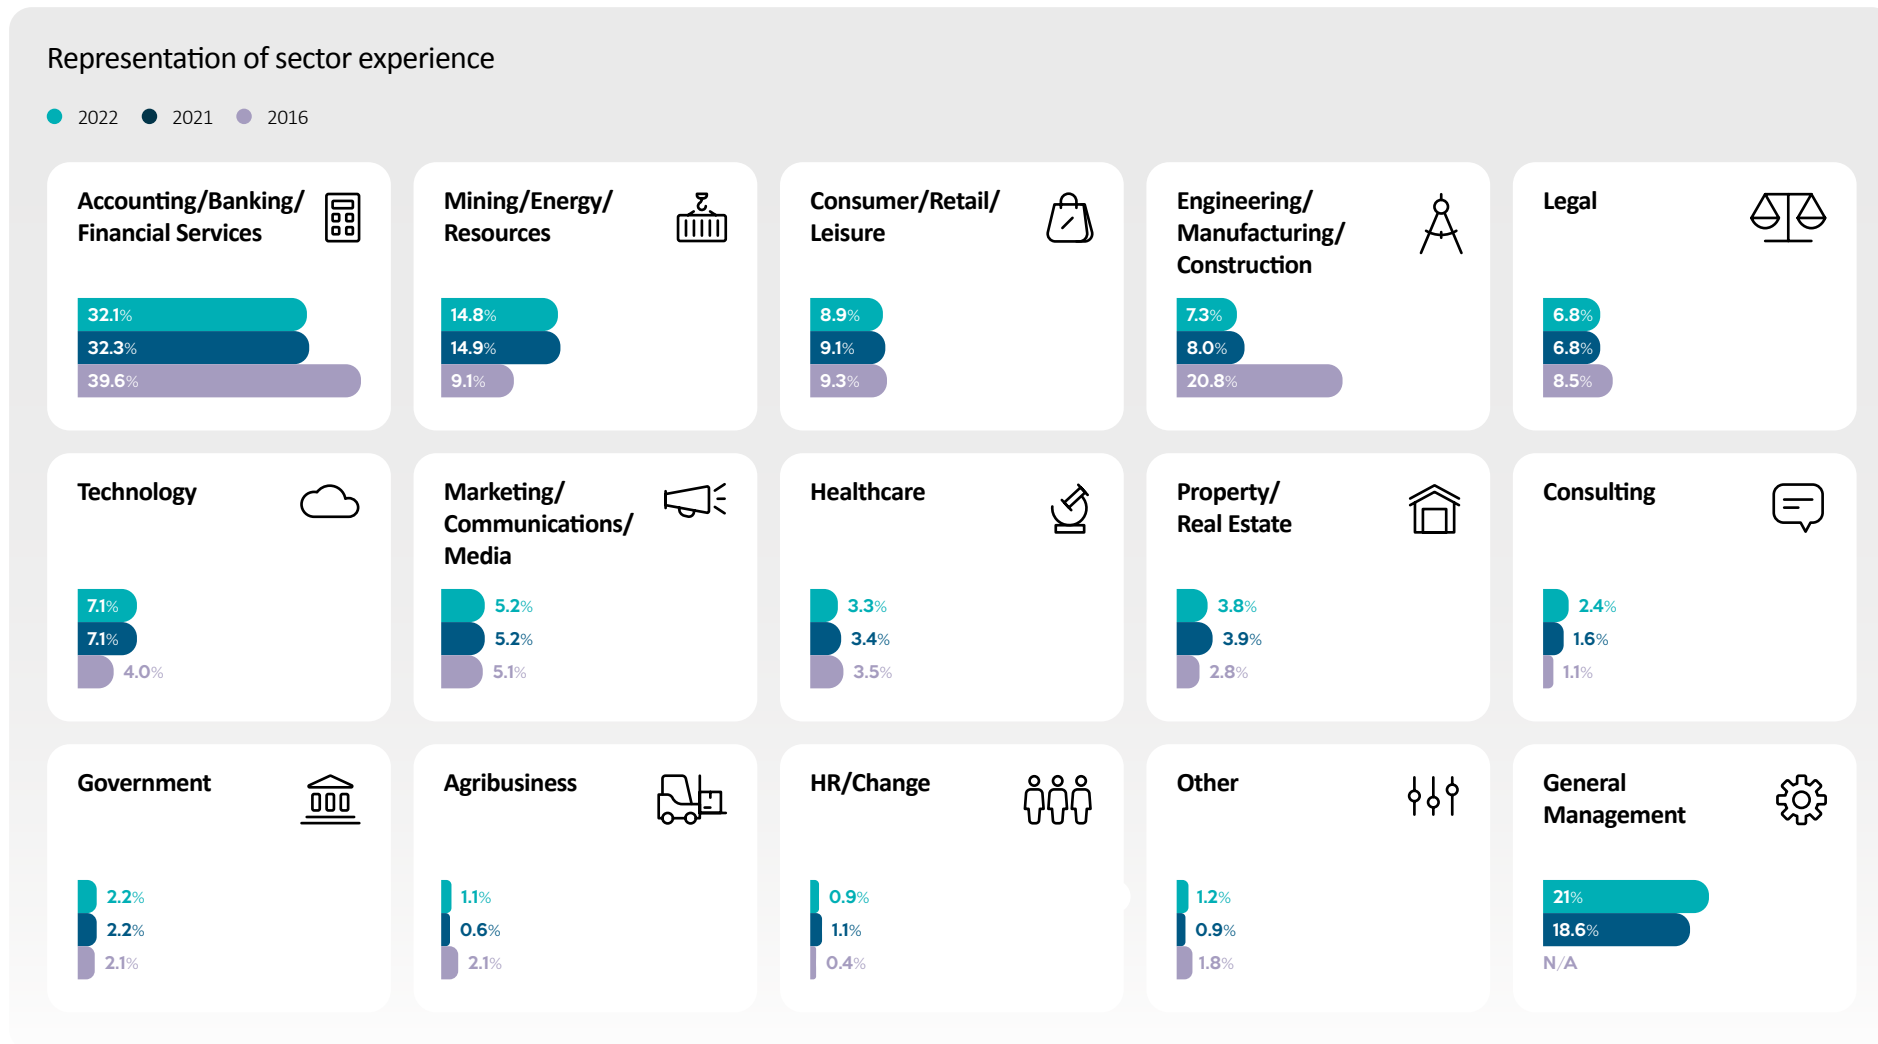 Representation of sector experience
2022
2021
2016
Accounting/Banking/
Financial Services
32.1%
32.3%
39.6%
Mining/Energy/
Resources
14.8%
14.9%
9.1%
Consumer/Retail/
Leisure
8.9%
9.1%
9.3%
Engineering/
Manufacturing/
Construction
7.3%
8.0%
20.8%
Legal
6.8%
6.8%
8.5%
Technology
7.1%
7.1%
4.0%
Marketing/
Communications/
Media
5.2%
5.2%
5.1%
Healthcare
3.3%
3.4%
3.5%
Property/
Real Estate
3.8%
3.9%
2.8%
Consulting
2.4%
1.6%
1.1%
Government
2.2%
2.2%
2.1%
Agribusiness
1.1%
0.6%
2.1%
HR/Change
0.9%
1.1%
0.4%
Other
1.2%
0.9%
1.8%
General
Management
21%
18.6%
N/A